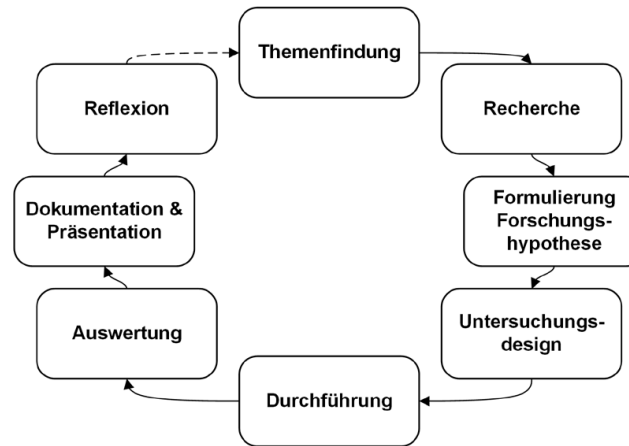 Themenfindung
Recherche
Formulierung
Forschungs-
hypothese
Untersuchungs-
design
Durchführung
Auswertung
Dokumentation &
Präsentation
Reflexion